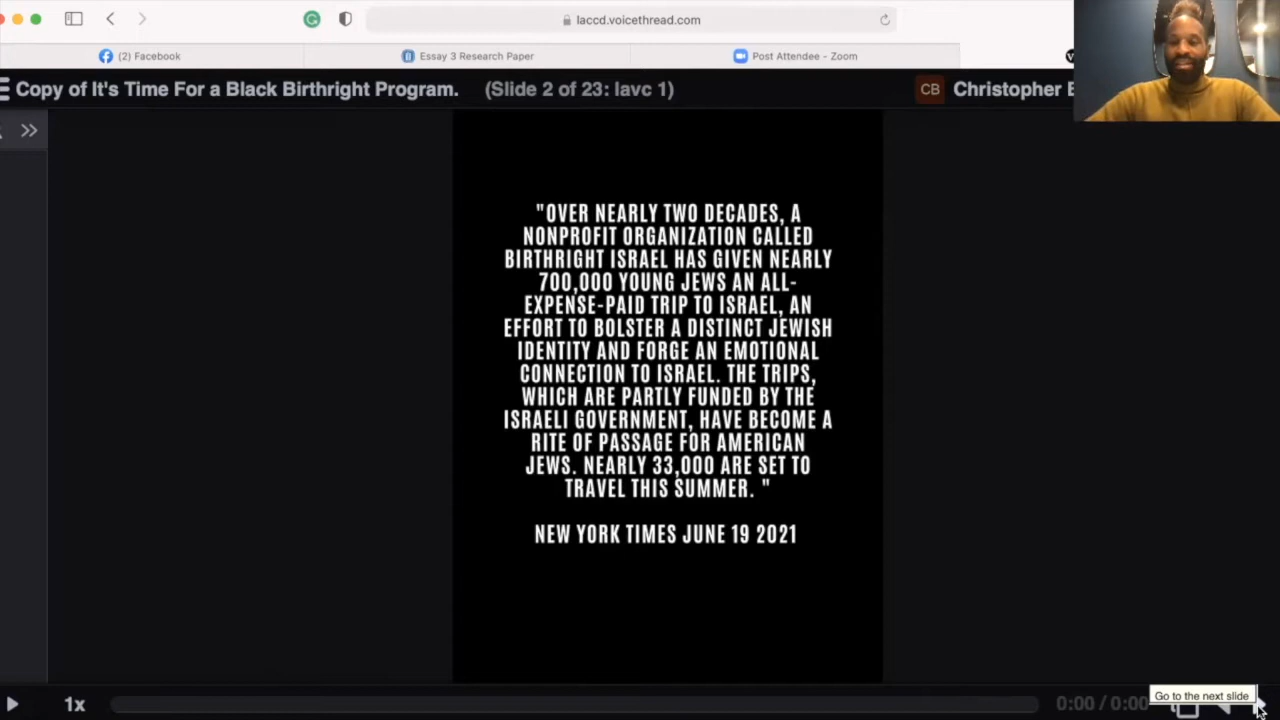 laccd.voicethread.com
(2) Facebook
Essay 3 Research Paper
Post Attendee - Zoom
Copy of It's Time For a Black Birthright Program. (Slide 2 of 23: lavc 1)
CB Christopher
"OVER NEARLY TWO DECADES, A
NONPROFIT ORGANIZATION CALLED
BIRTHRIGHT ISRAEL HAS GIVEN NEARLY
700,000 YOUNG JEWS AN ALL-
EXPENSE-PAID TRIP TO ISRAEL, AN
EFFORT TO BOLSTER A DISTINCT JEWISH
IDENTITY AND FORGE AN EMOTIONAL
CONNECTION TO ISRAEL. THE TRIPS,
WHICH ARE PARTLY FUNDED BY THE
ISRAELI GOVERNMENT, HAVE BECOME A
RITE OF PASSAGE FOR AMERICAN
JEWS. NEARLY 33,000 ARE SET TO
TRAVEL THIS SUMMER. "
NEW YORK TIMES JUNE 19 2021
Go to the next slide
1x
0:00 / 0:00